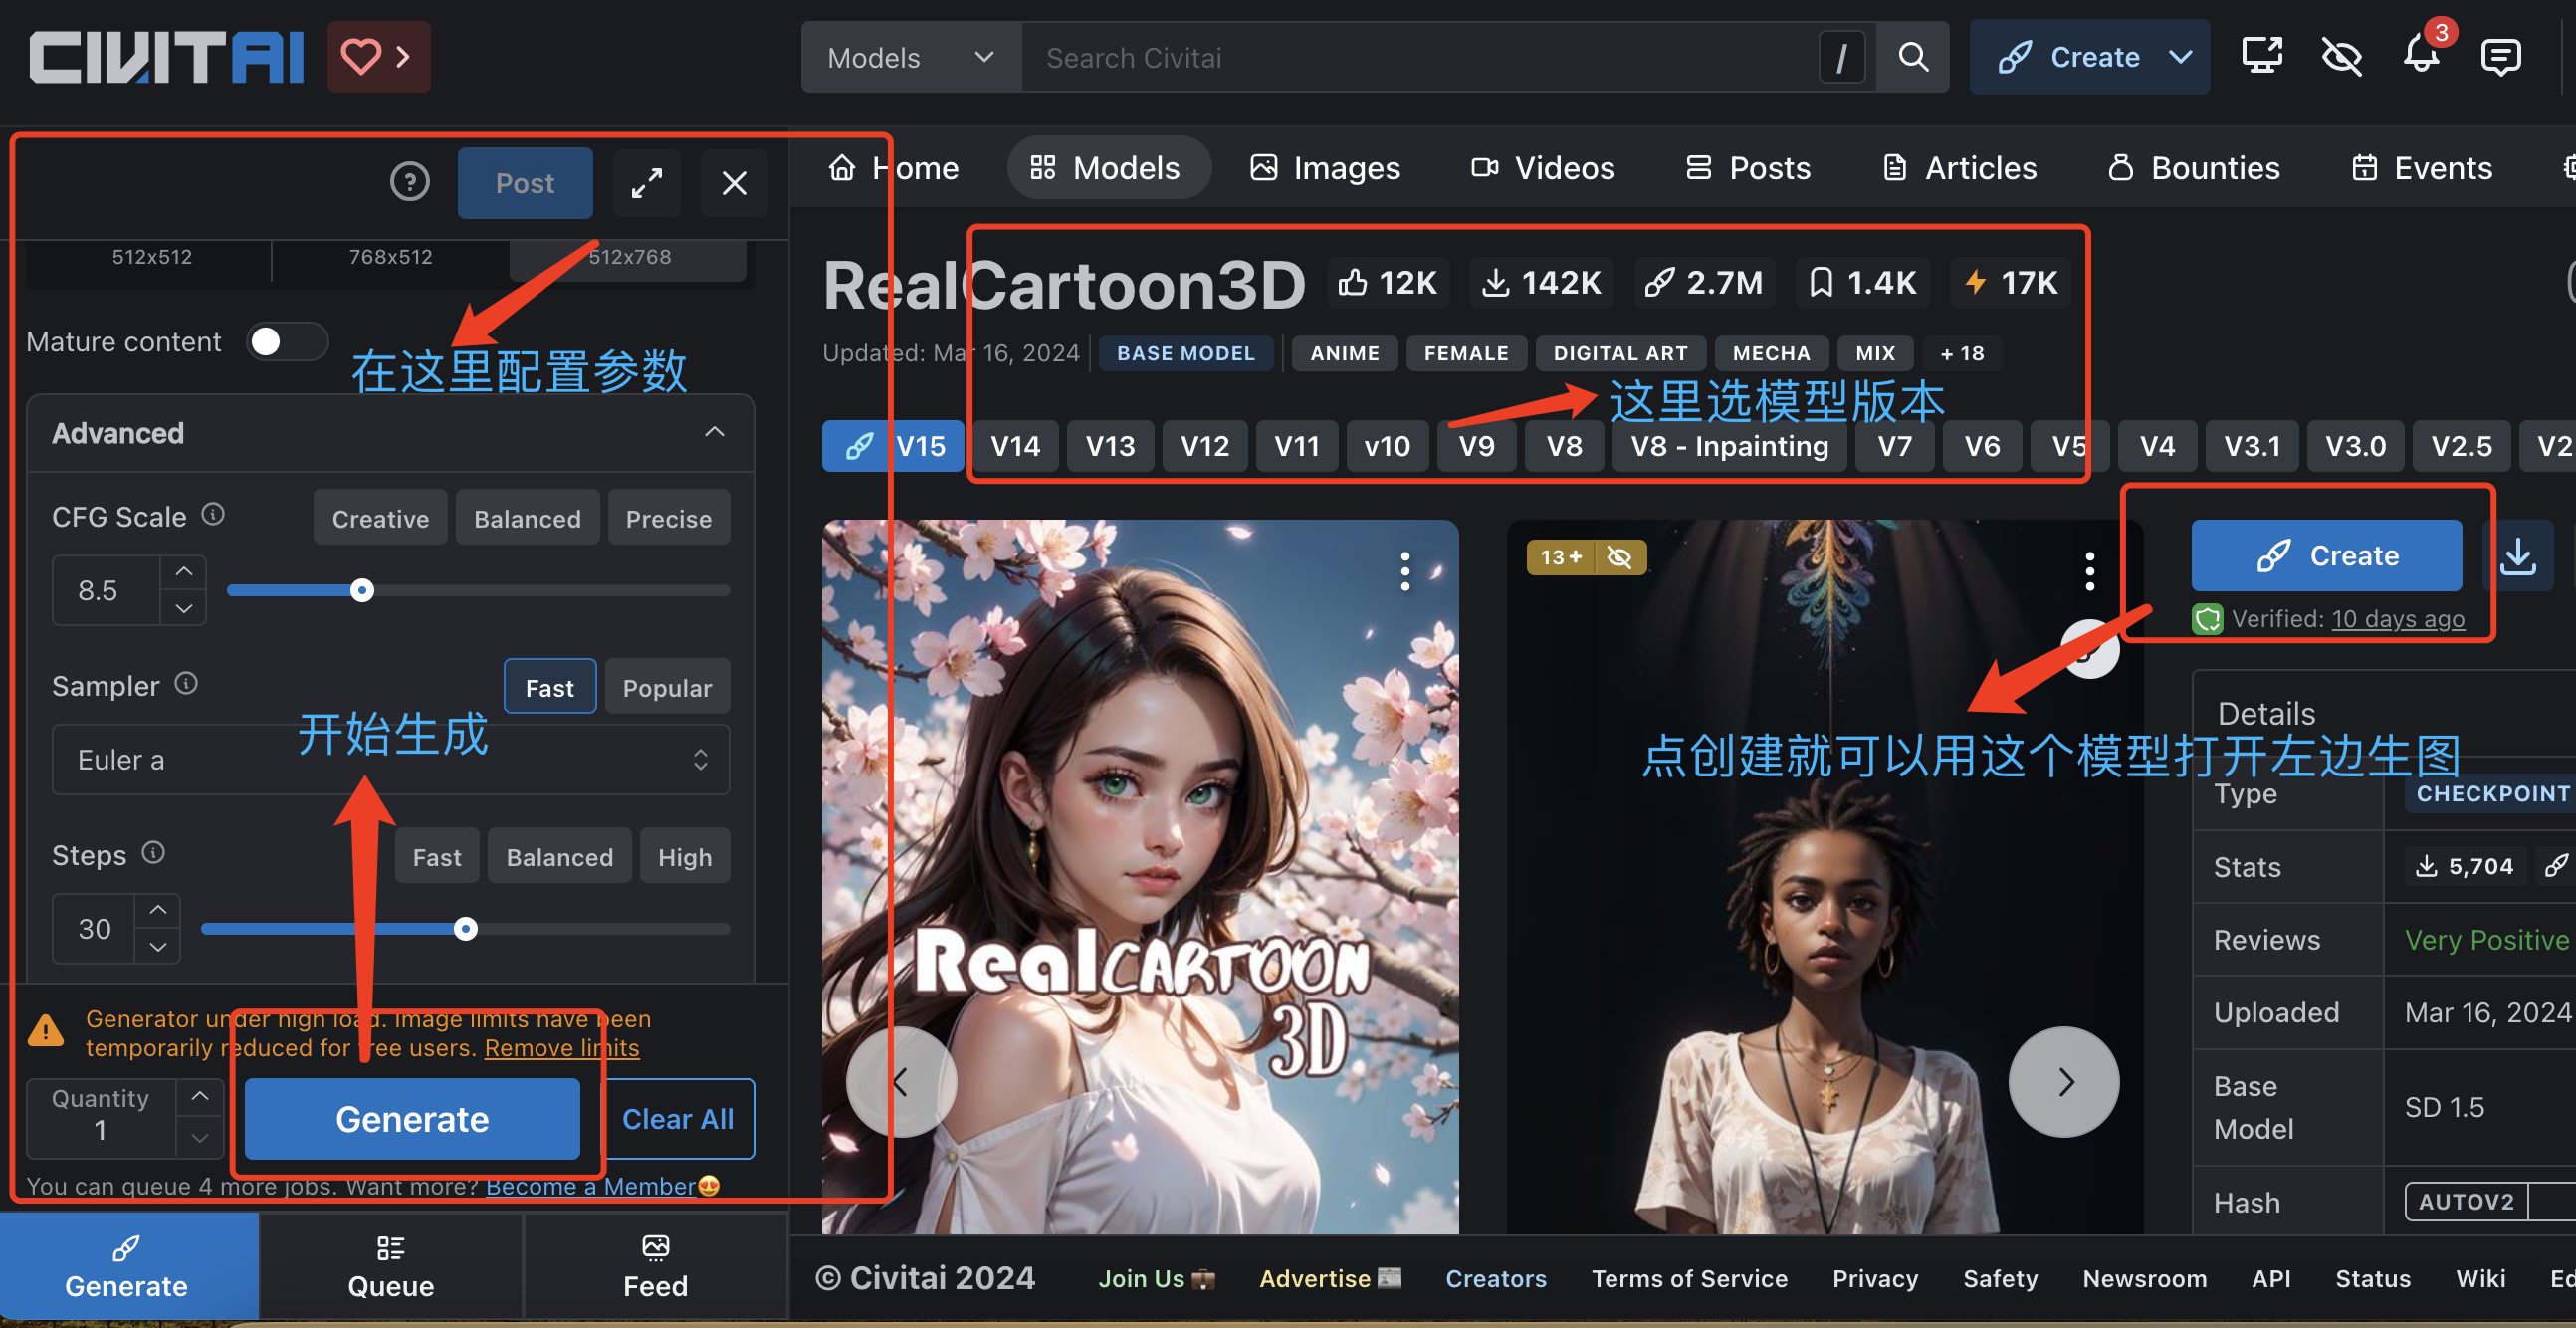 CIVITAI
Models
Search Civitai
/
Create
3
Post
Home
Models
Images
Videos
Posts
Articles
Bounties
Events
512x512
768x512
512x768
Mature content
在这里配置参数
Advanced
CFG Scale
Creative
Balanced
Precise
8.5
Sampler
Fast
Popular
开始生成
Euler a
Steps
Fast
Balanced
High
30
Generator under high load. Image limits have been
temporarily reduced for free users. Remove limits
Quantity
1
Generate
Clear All
You can queue 4 more jobs. Want more? Become a Member😍
Generate
Queue
Feed
RealCartoon3D
12K
142K
2.7M
1.4K
17K
Updated: Mar 16, 2024
BASE MODEL
ANIME
FEMALE
DIGITAL ART
MECHA
MIX
+ 18
这里选模型版本
V15
V14
V13
V12
V11
v10
V9
V8
V8 - Inpainting
V7
V6
V5
V4
V3.1
V3.0
V2.5
V2
RealCARTOON
3D
13+
Create
Verified: 10 days ago
点创建就可以用这个模型打开左边生图
Details
Type
CHECKPOINT
Stats
5,704
Reviews
Very Positive
Uploaded
Mar 16, 2024
Base
Model
SD 1.5
Hash
AUTOV2
© Civitai 2024
Join Us
Advertise
Creators
Terms of Service
Privacy
Safety
Newsroom
API
Status
Wiki
Ed